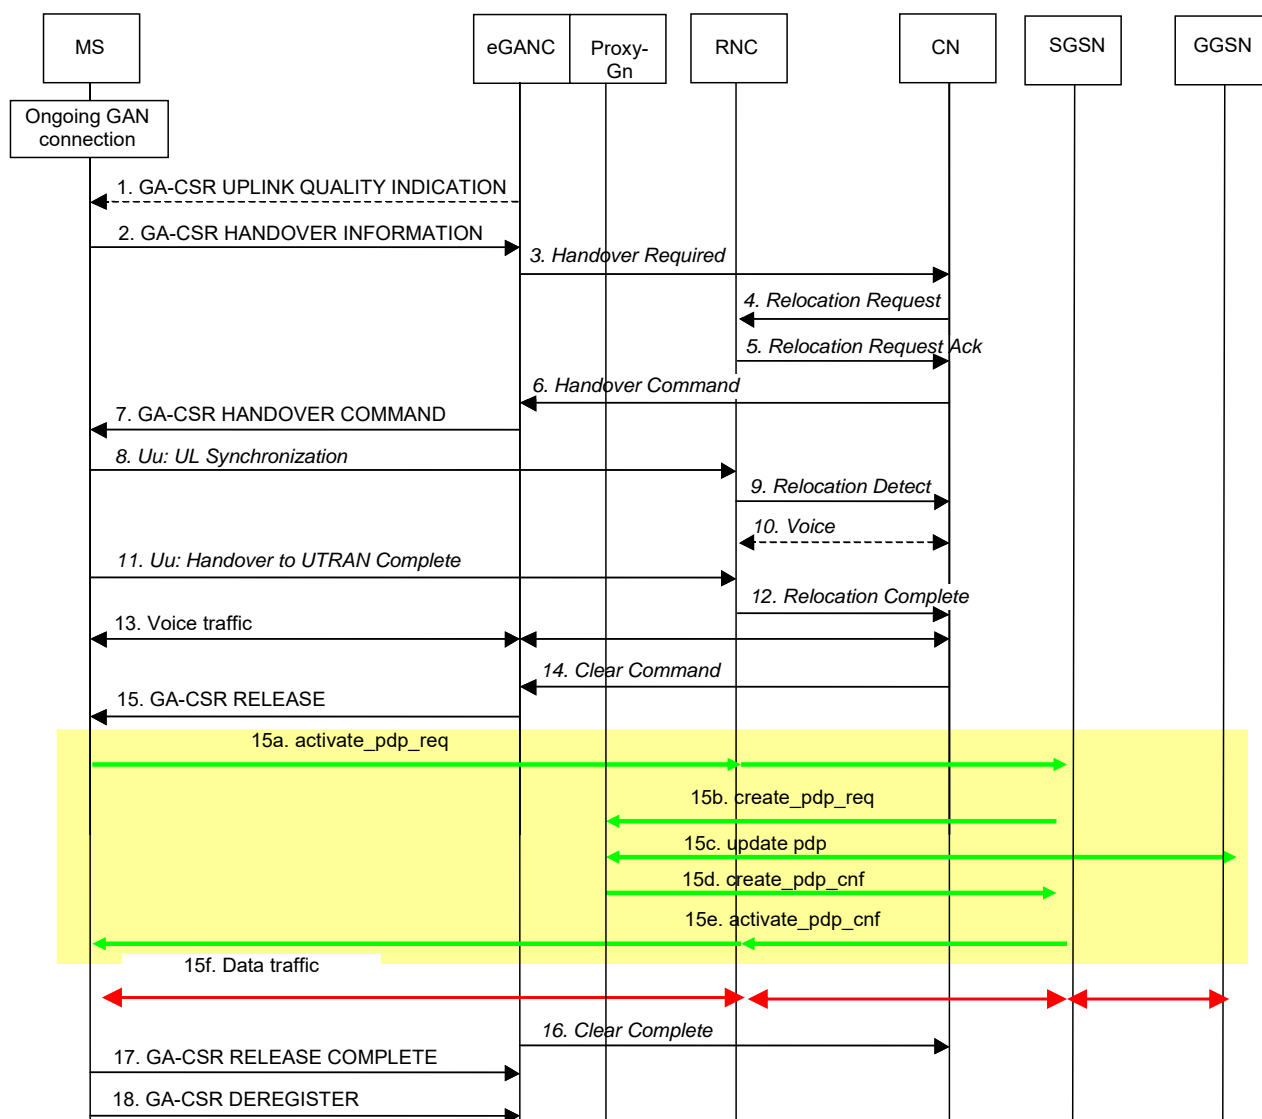 MS
eGANC
Proxy-
Gn
RNC
CN
SGSN
GGSN
Ongoing GAN
connection
1. GA-CSR UPLINK QUALITY INDICATION
2. GA-CSR HANDOVER INFORMATION
3. Handover Required
4. Relocation Request
5. Relocation Request Ack
6. Handover Command
7. GA-CSR HANDOVER COMMAND
8. Uu: UL Synchronization
9. Relocation Detect
10. Voice
11. Uu: Handover to UTRAN Complete
12. Relocation Complete
13. Voice traffic
14. Clear Command
15. GA-CSR RELEASE
15a. activate_pdp_req
15b. create_pdp_req
15c. update pdp
15d. create_pdp_cnf
15e. activate_pdp_cnf
15f. Data traffic
16. Clear Complete
17. GA-CSR RELEASE COMPLETE
18. GA-CSR DEREGISTER